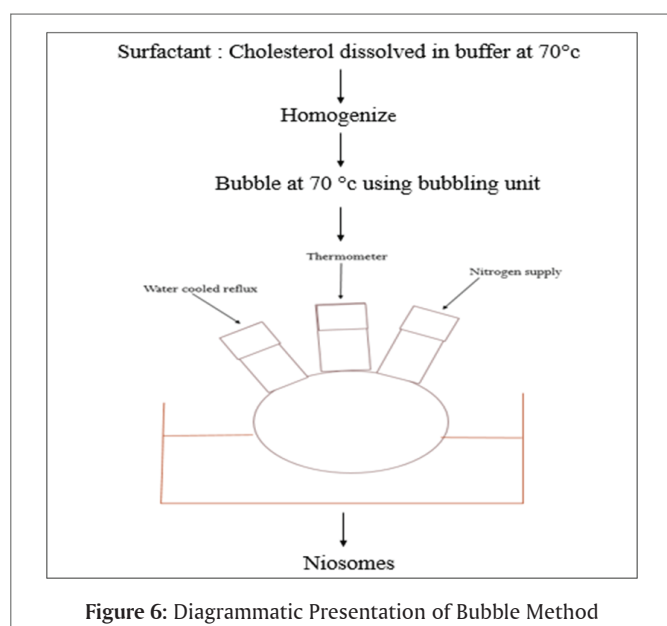 Surfactant : Cholesterol dissolved in buffer at 70°c
Homogenize
Bubble at 70 °c using bubbling unit
Thermometer
Water cooled reflux
Nitrogen supply
Niosomes
Figure 6: Diagrammatic Presentation of Bubble Method